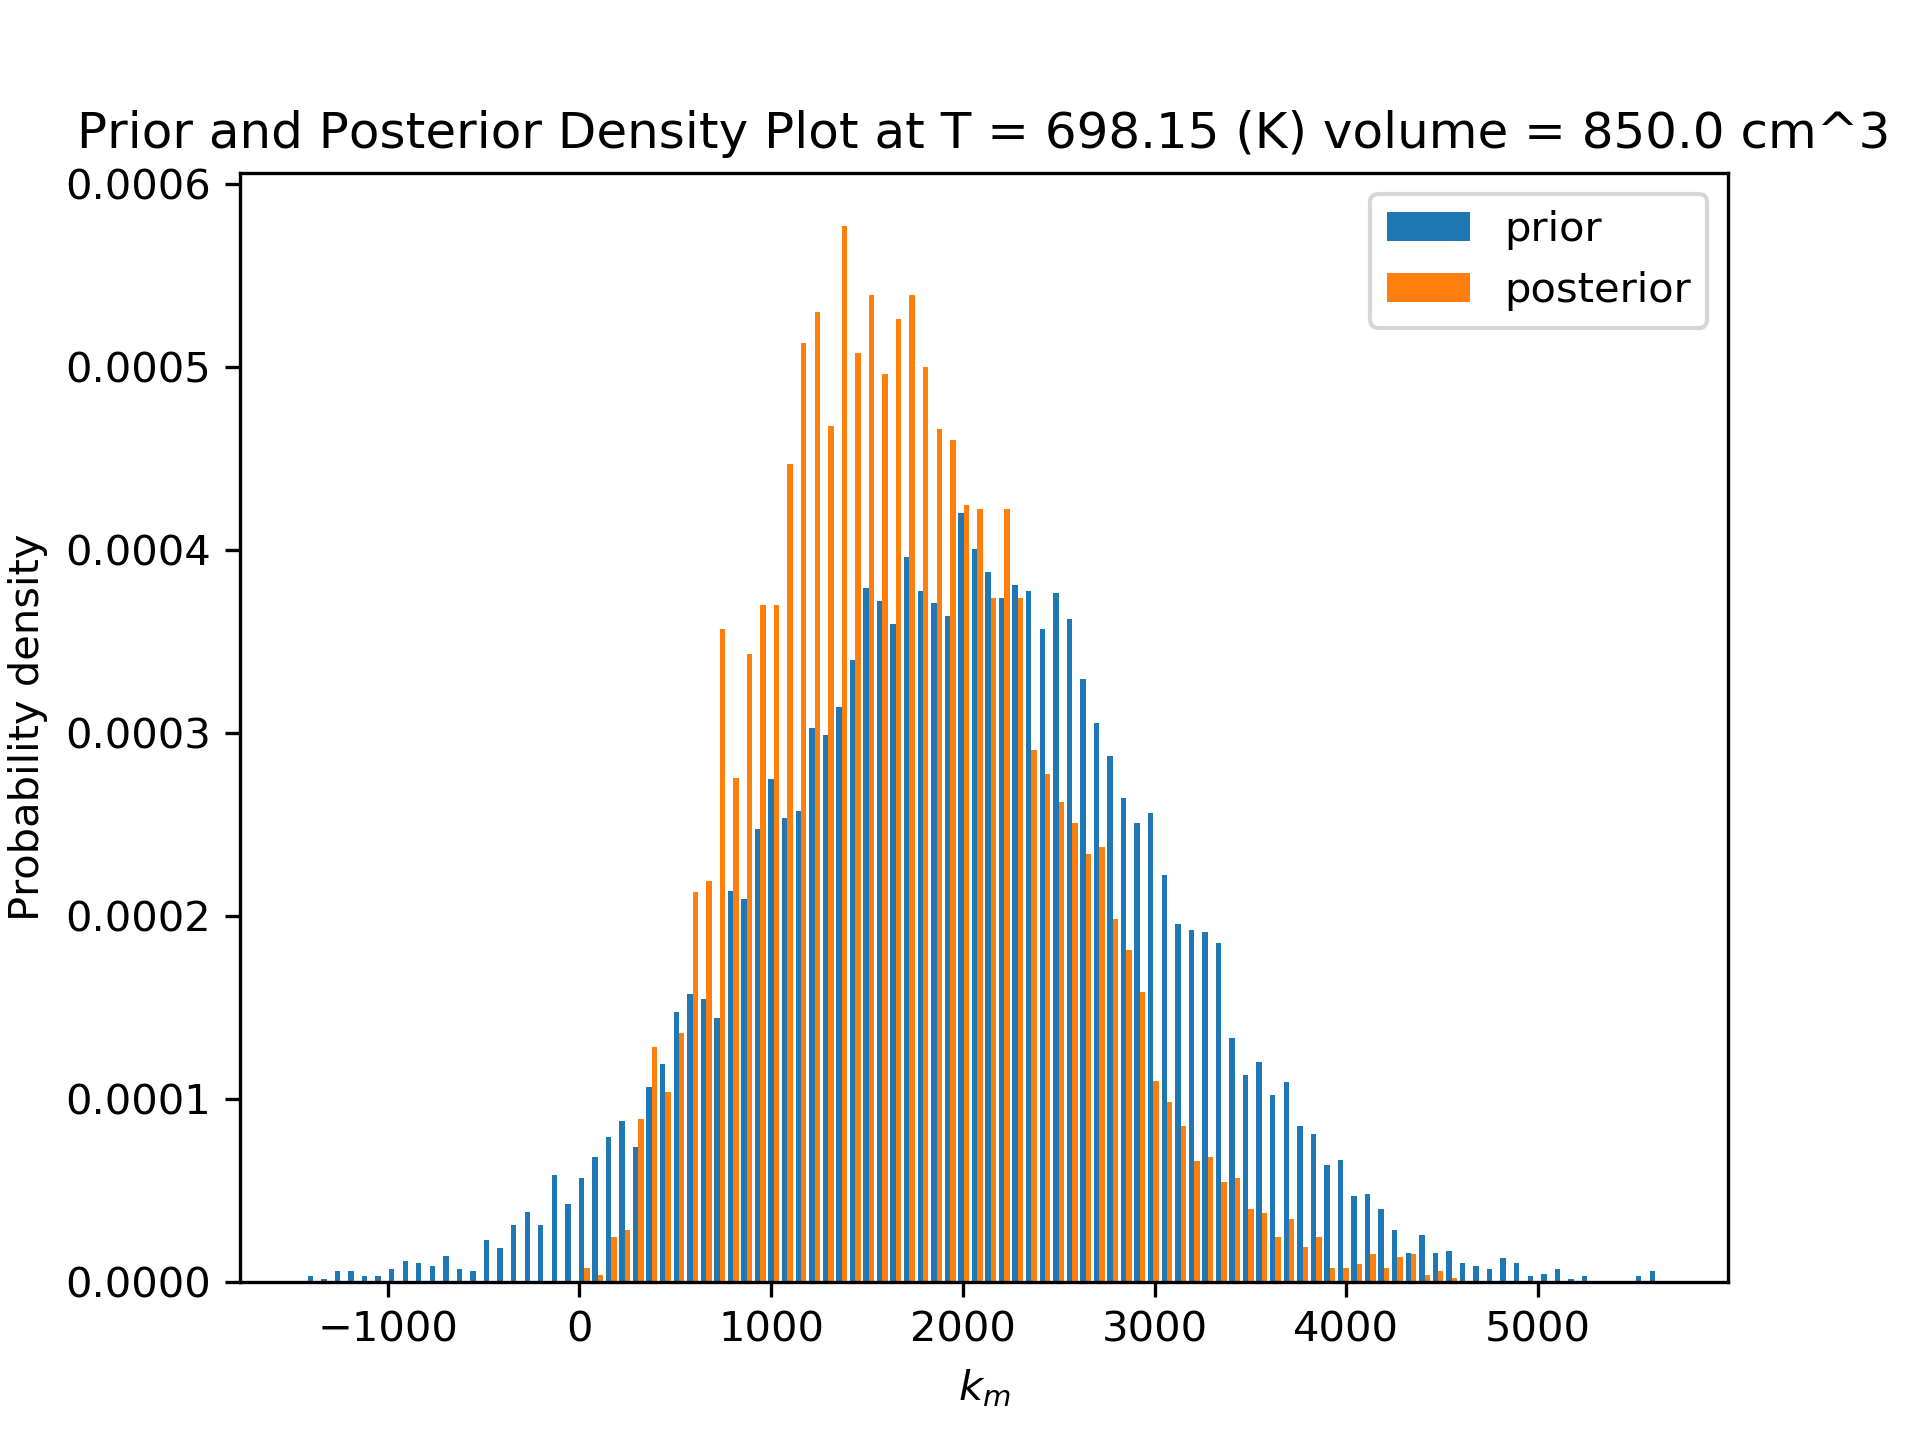 Prior and Posterior Density Plot at T = 698.15 (K) volume = 850.0 cm^3
prior
posterior
Probability density
0.0006
0.0005
0.0004
0.0003
0.0002
0.0001
0.0000
−1000 0 1000 2000 3000 4000 5000
k_m